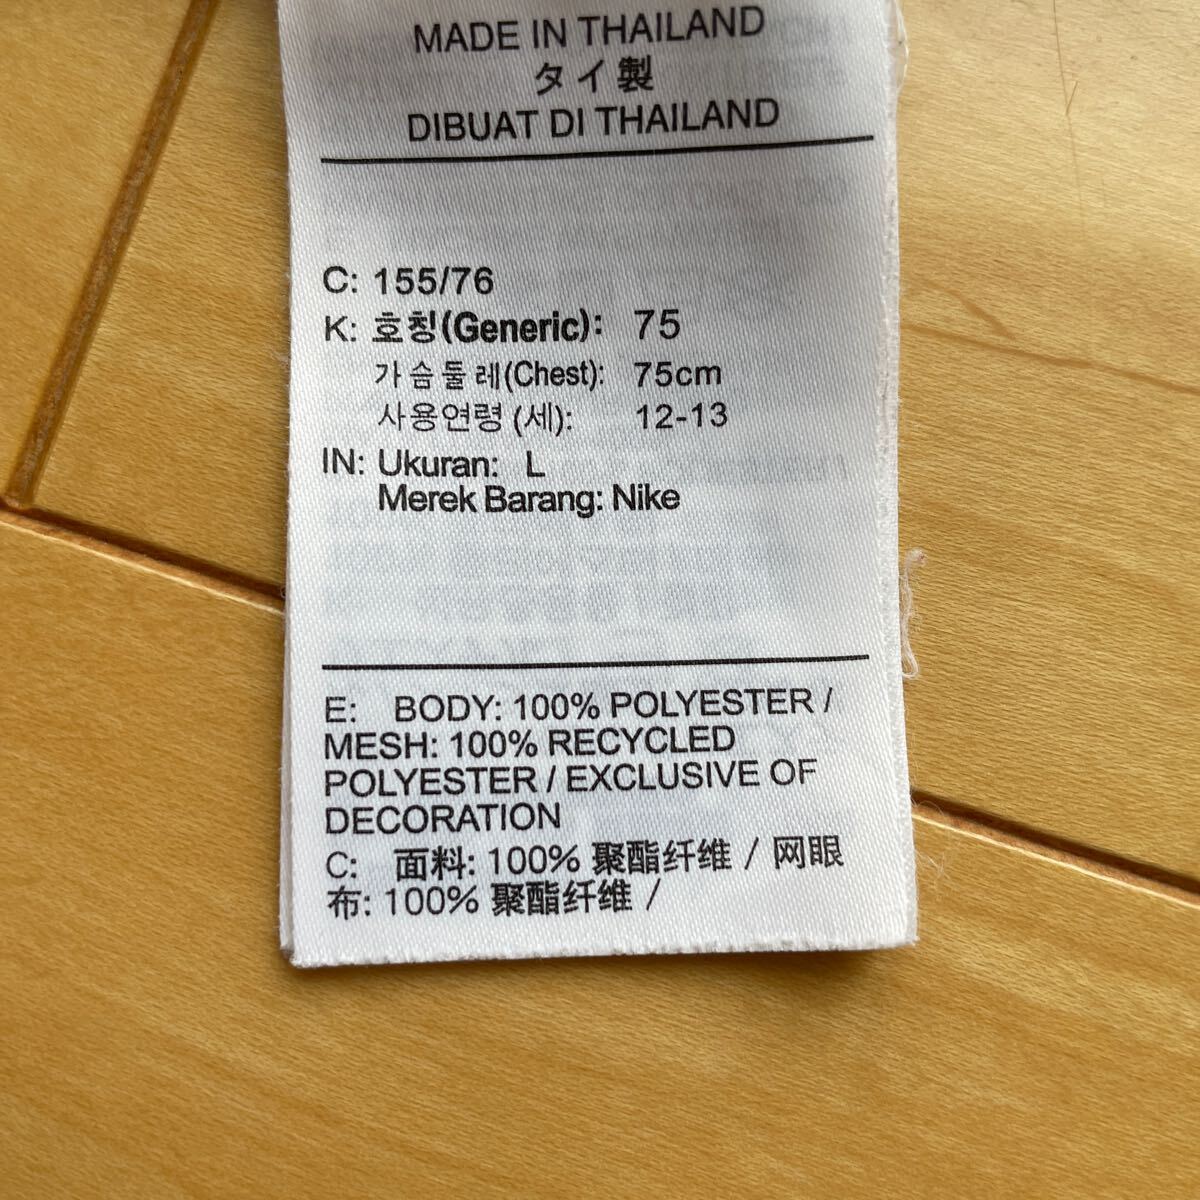 MADE IN THAILAND
タイ製
DIBUAT DI THAILAND
C: 155/76
K: 호칭(Generic): 75
가슴둘레(Chest): 75cm
사용연령 (세): 12-13
IN: Ukuran: L
Merek Barang: Nike
E: BODY: 100% POLYESTER /
MESH: 100% RECYCLED
POLYESTER / EXCLUSIVE OF
DECORATION
C: 面料: 100% 聚酯纤维 / 网眼
布: 100% 聚酯纤维 /